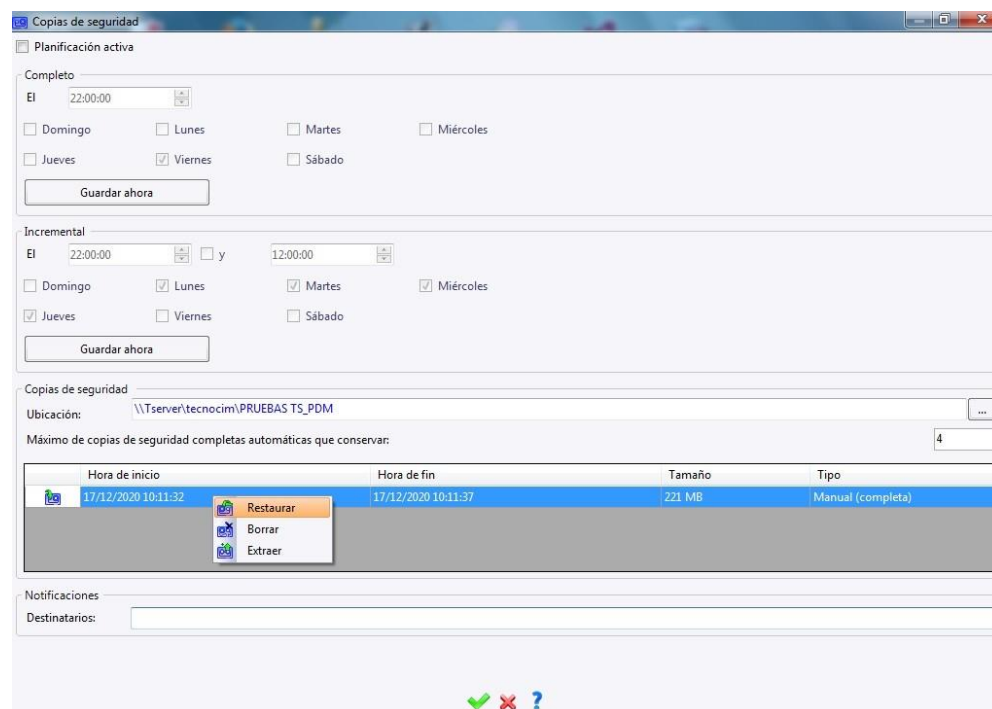 Copias de seguridad
Planificación activa
Completo
El 22:00:00
Domingo Lunes Martes Miércoles
Jueves Viernes Sábado
Guardar ahora
Incremental
El 22:00:00 y 12:00:00
Domingo Lunes Martes Miércoles
Jueves Viernes Sábado
Guardar ahora
Copias de seguridad
Ubicación: \\Tserver\tecnocim\PRUEBAS TS_PDM ...
Máximo de copias de seguridad completas automáticas que conservar: 4
Hora de inicio Hora de fin Tamaño Tipo
17/12/2020 10:11:32 17/12/2020 10:11:37 221 MB Manual (completa)
Restaurar
Borrar
Extraer
Notificaciones
Destinatarios: